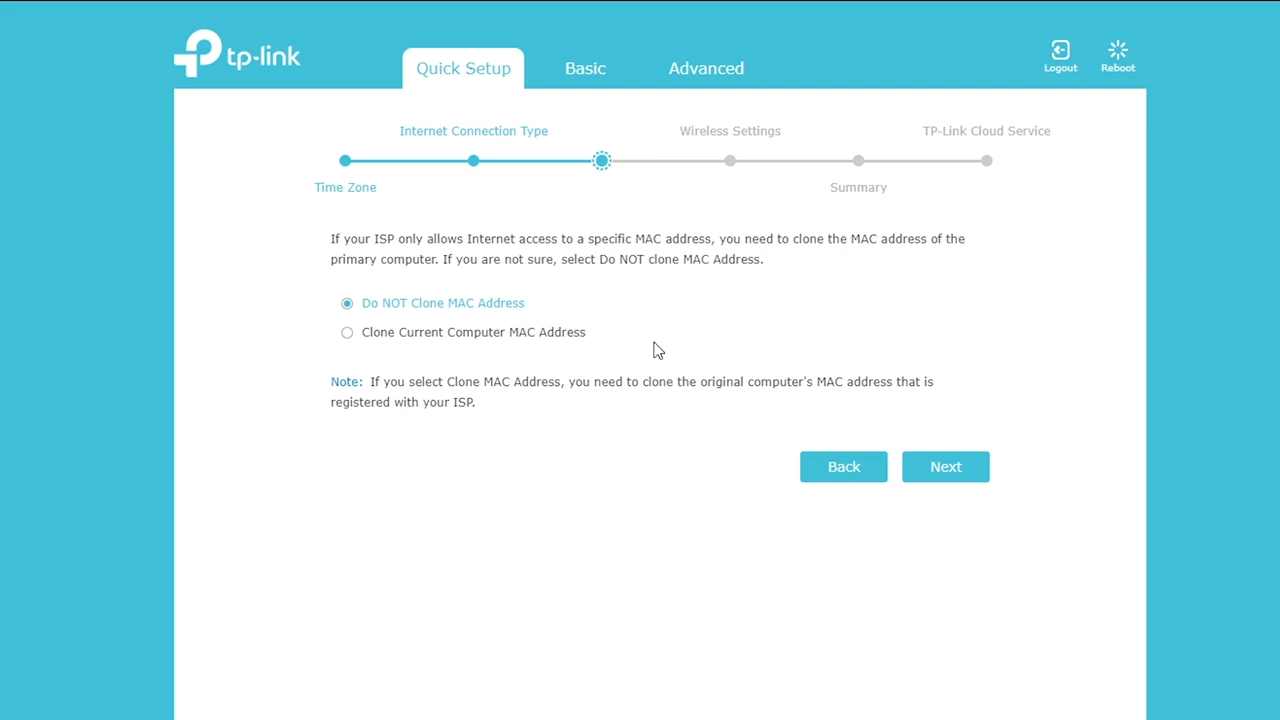 tp-link
Quick Setup
Basic
Advanced
Logout
Reboot
Internet Connection Type
Wireless Settings
TP-Link Cloud Service
Time Zone
Summary
If your ISP only allows Internet access to a specific MAC address, you need to clone the MAC address of the
primary computer. If you are not sure, select Do NOT clone MAC Address.
Do NOT Clone MAC Address
Clone Current Computer MAC Address
Note: If you select Clone MAC Address, you need to clone the original computer's MAC address that is
registered with your ISP.
Back
Next